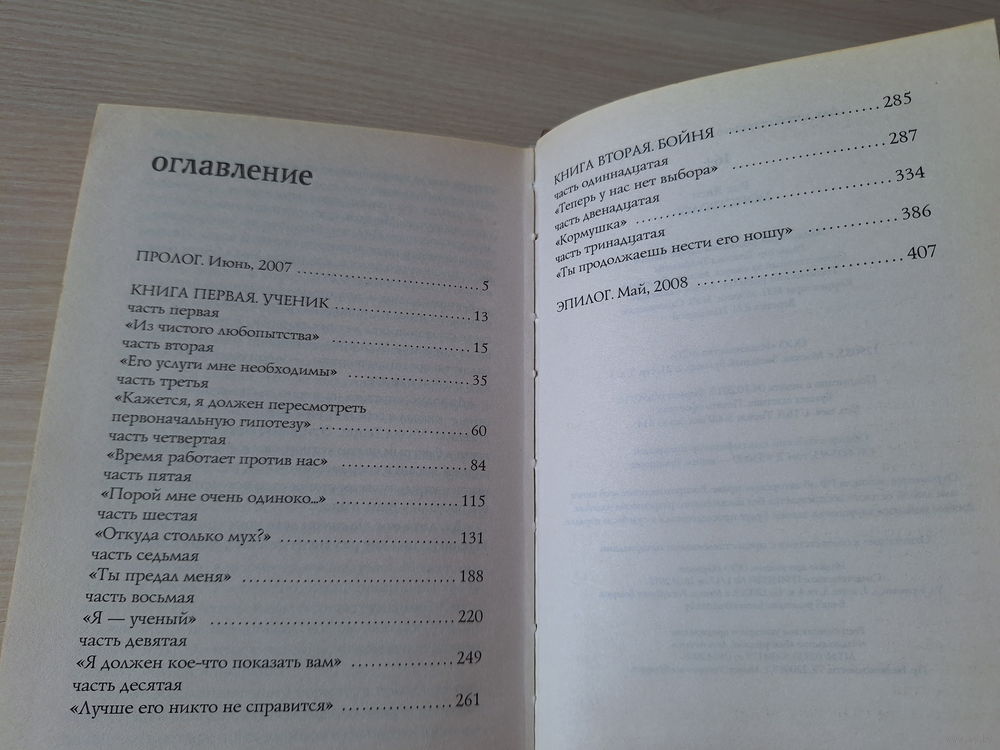 оглавление
ПРОЛОГ. Июнь, 2007 ..... 5
КНИГА ПЕРВАЯ. УЧЕНИК ..... 13
часть первая
«Из чистого любопытства» ..... 15
часть вторая
«Его услуги мне необходимы» ..... 35
часть третья
«Кажется, я должен пересмотреть
первоначальную гипотезу» ..... 60
часть четвертая
«Время работает против нас» ..... 84
часть пятая
«Порой мне очень одиноко...» ..... 115
часть шестая
«Откуда столько мух?» ..... 131
часть седьмая
«Ты предал меня» ..... 188
часть восьмая
«Я — ученый» ..... 220
часть девятая
«Я должен кое-что показать вам» ..... 249
часть десятая
«Лучше его никто не справится» ..... 261
КНИГА ВТОРАЯ. БОЙНЯ ..... 285
часть одиннадцатая
«Теперь у нас нет выбора» ..... 287
часть двенадцатая
«Кормушка» ..... 334
часть тринадцатая
«Ты продолжаешь нести его ношу» ..... 386
ЭПИЛОГ. Май, 2008 ..... 407